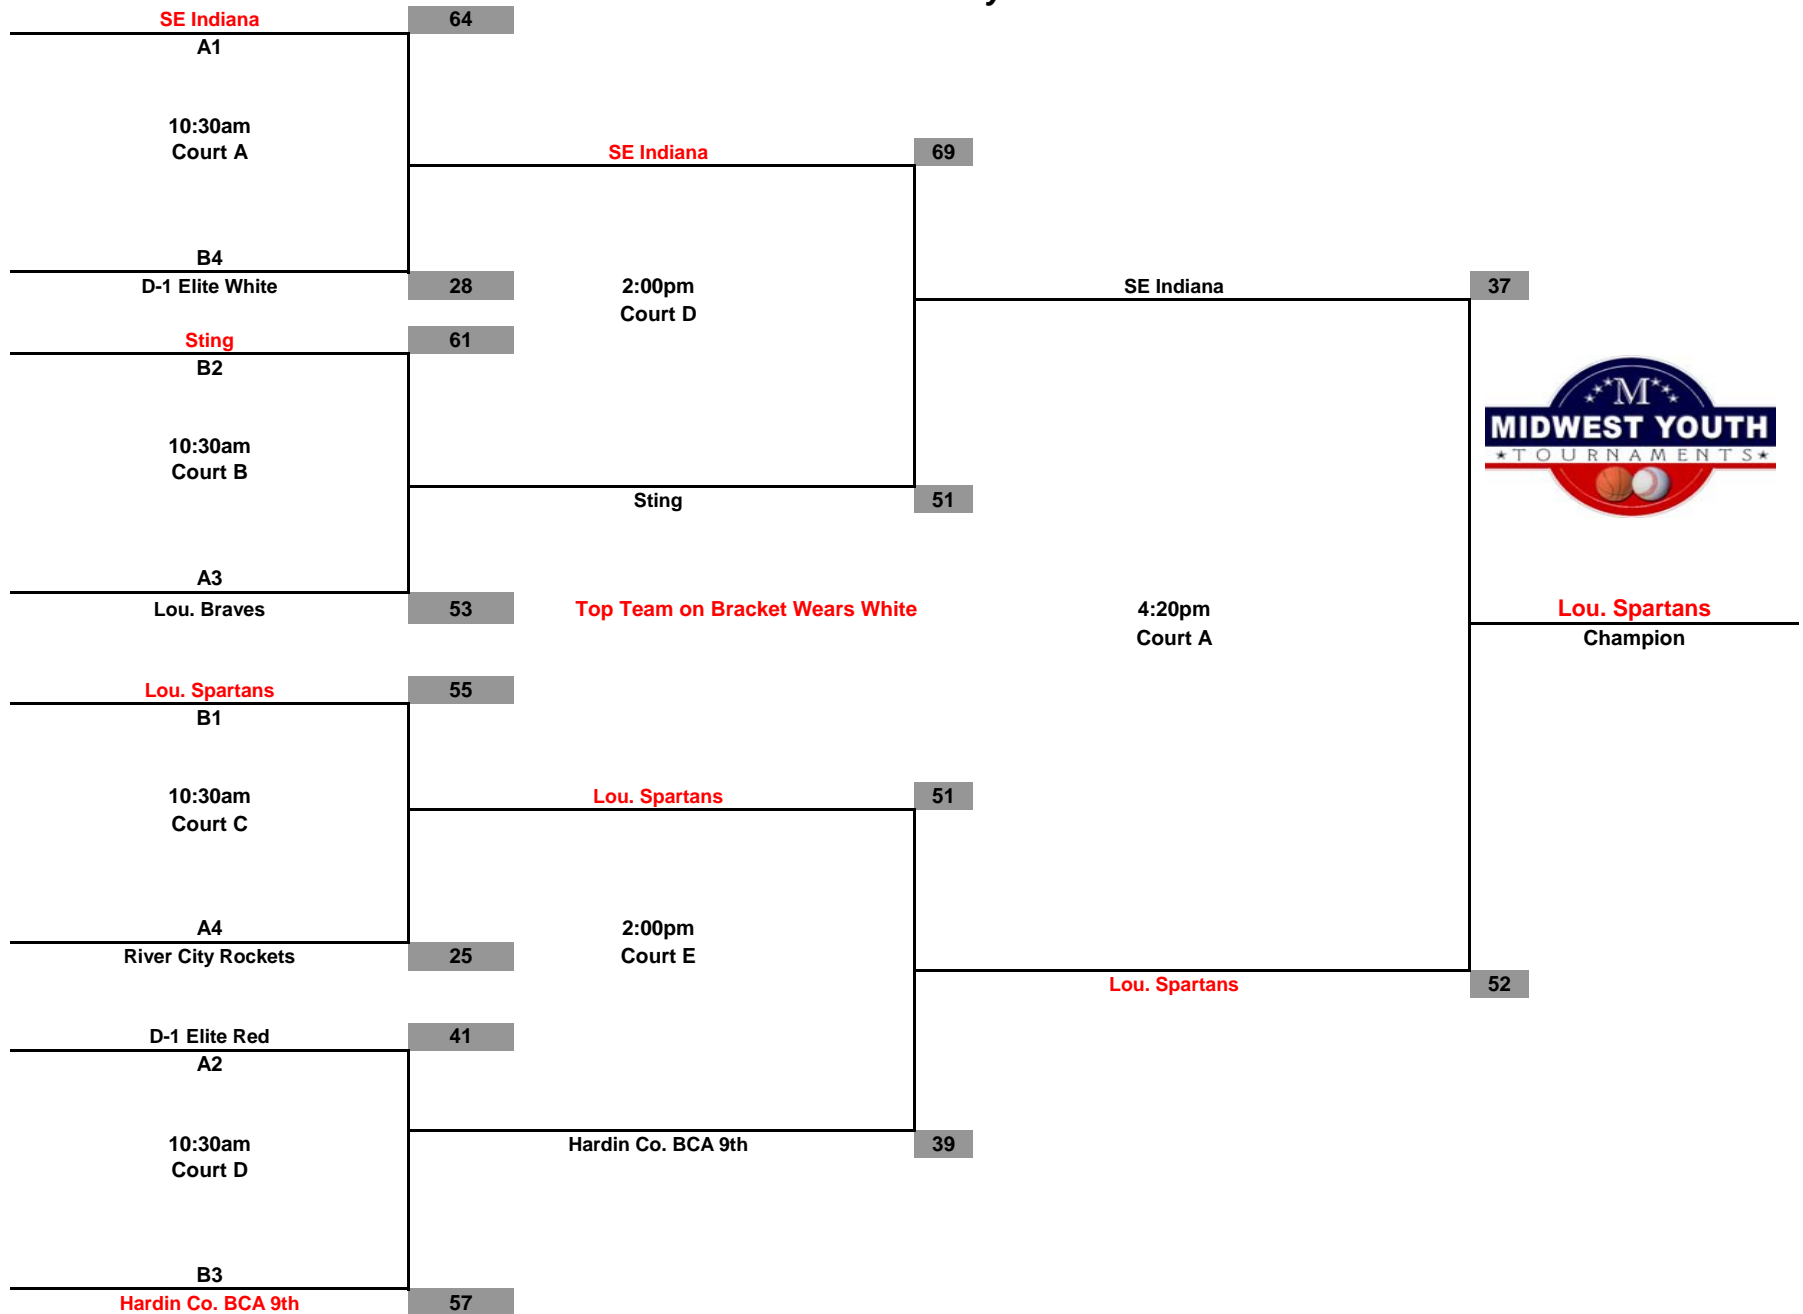 SE Indiana 64
A1
10:30am
Court A
SE Indiana 69
B4
D-1 Elite White 28
2:00pm
Court D
SE Indiana 37
Sting 61
B2
10:30am
Court B
Sting 51
A3
Lou. Braves 53
Top Team on Bracket Wears White
4:20pm
Court A
M
MIDWEST YOUTH
TOURNAMENTS
Lou. Spartans
Champion
Lou. Spartans 55
B1
10:30am
Court C
Lou. Spartans 51
A4
River City Rockets 25
2:00pm
Court E
Lou. Spartans 52
D-1 Elite Red 41
A2
10:30am
Court D
Hardin Co. BCA 9th 39
B3
Hardin Co. BCA 9th 57